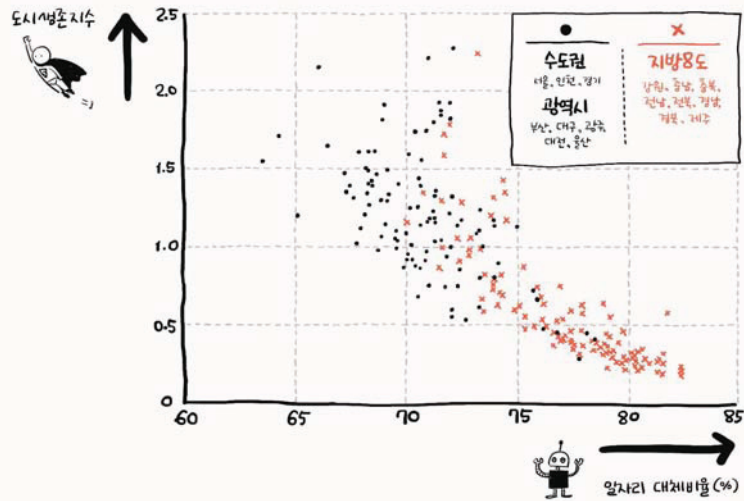 도시생존지수
2.5
2.0
1.5
1.0
0.5
0
60
65
70
75
80
85
일자리 대체비율(%)
수도권
서울, 인천, 경기
광역시
부산, 대구, 광주,
대전, 울산
지방8도
강원, 충남, 충북,
전남, 전북, 경남,
경북, 제주